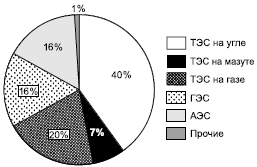 1%
16%
40%
16%
20%
7%
ТЭС на угле
ТЭС на мазуте
ТЭС на газе
ГЭС
АЭС
Прочие